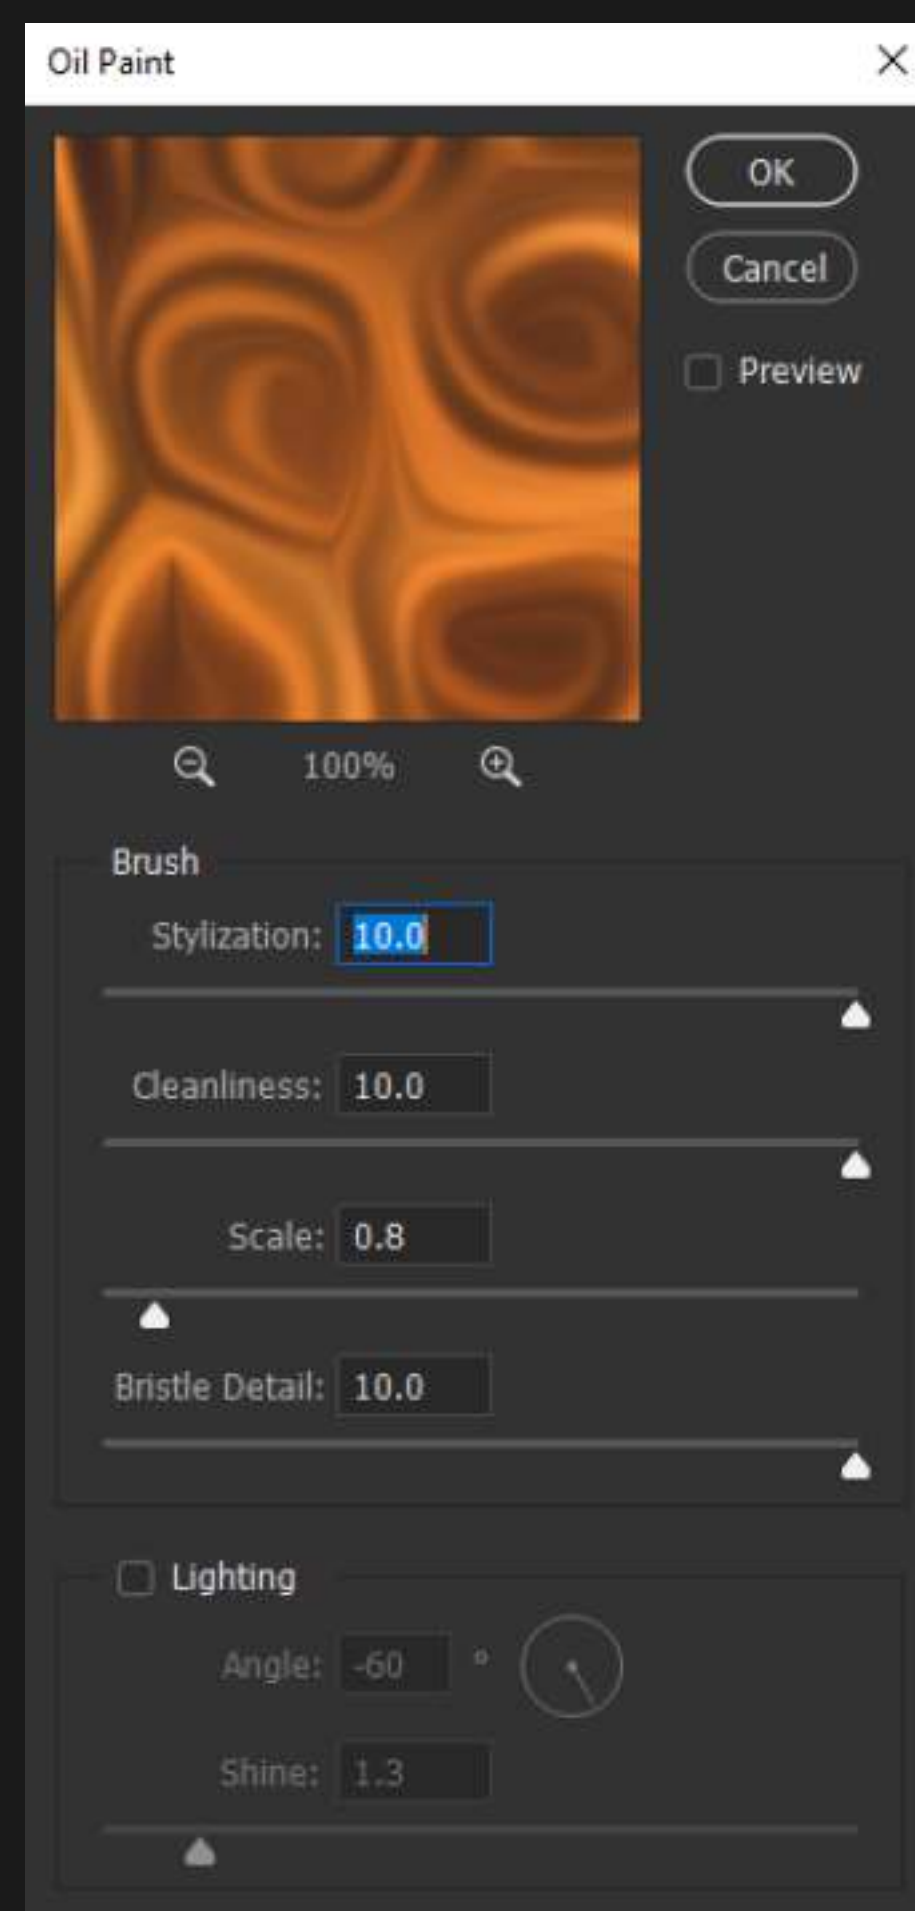 Oil Paint
OK
Cancel
Preview
100%
Brush
Stylization: 10.0
Cleanliness: 10.0
Scale: 0.8
Bristle Detail: 10.0
Lighting
Angle: -60 °
Shine: 1.3